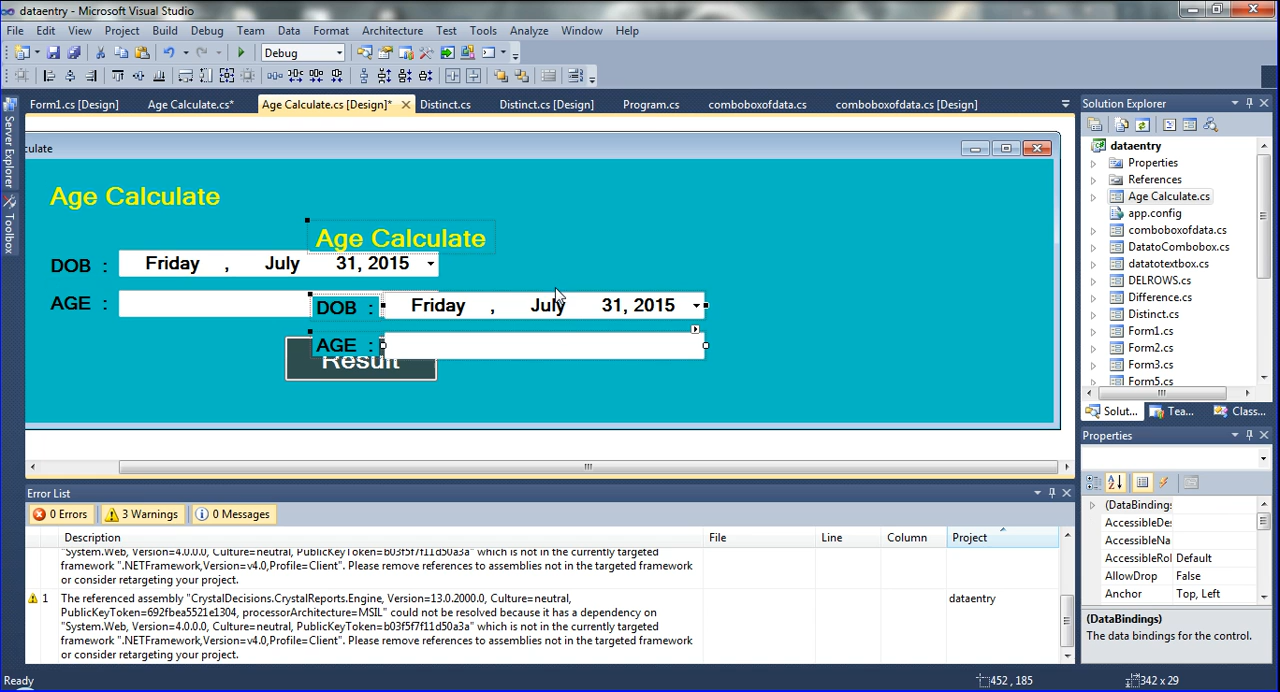 dataentry - Microsoft Visual Studio
File Edit View Project Build Debug Team Data Format Architecture Test Tools Analyze Window Help
Debug
Form1.cs [Design] Age Calculate.cs* Age Calculate.cs [Design]* Distinct.cs Distinct.cs [Design] Program.cs comboboxofdata.cs comboboxofdata.cs [Design]
Server Explorer
Toolbox
culate
Age Calculate
Age Calculate
DOB : Friday , July 31, 2015
AGE :
DOB : Friday , July 31, 2015
AGE :
Result
Solution Explorer
dataentry
Properties
References
Age Calculate.cs
app.config
comboboxofdata.cs
DatatoCombobox.cs
datatotextbox.cs
DELROWS.cs
Difference.cs
Distinct.cs
Form1.cs
Form2.cs
Form3.cs
Form5.cs
Solut... Tea... Class...
Properties
(DataBindings
AccessibleDes
AccessibleNa
AccessibleRol Default
AllowDrop False
Anchor Top, Left
(DataBindings)
The data bindings for the control.
Error List
0 Errors 3 Warnings 0 Messages
Description File Line Column Project
"System.Web, Version=4.0.0.0, Culture=neutral, PublicKeyToken=b03f5f7f11d50a3a" which is not in the currently targeted
framework ".NETFramework,Version=v4.0,Profile=Client". Please remove references to assemblies not in the targeted
framework or consider retargeting your project.
1 The referenced assembly "CrystalDecisions.CrystalReports.Engine, Version=13.0.2000.0, Culture=neutral, dataentry
PublicKeyToken=692fbea5521e1304, processorArchitecture=MSIL" could not be resolved because it has a dependency on
"System.Web, Version=4.0.0.0, Culture=neutral, PublicKeyToken=b03f5f7f11d50a3a" which is not in the currently targeted
framework ".NETFramework,Version=v4.0,Profile=Client". Please remove references to assemblies not in the targeted
framework or consider retargeting your project.
Ready 452 , 185 342 x 29